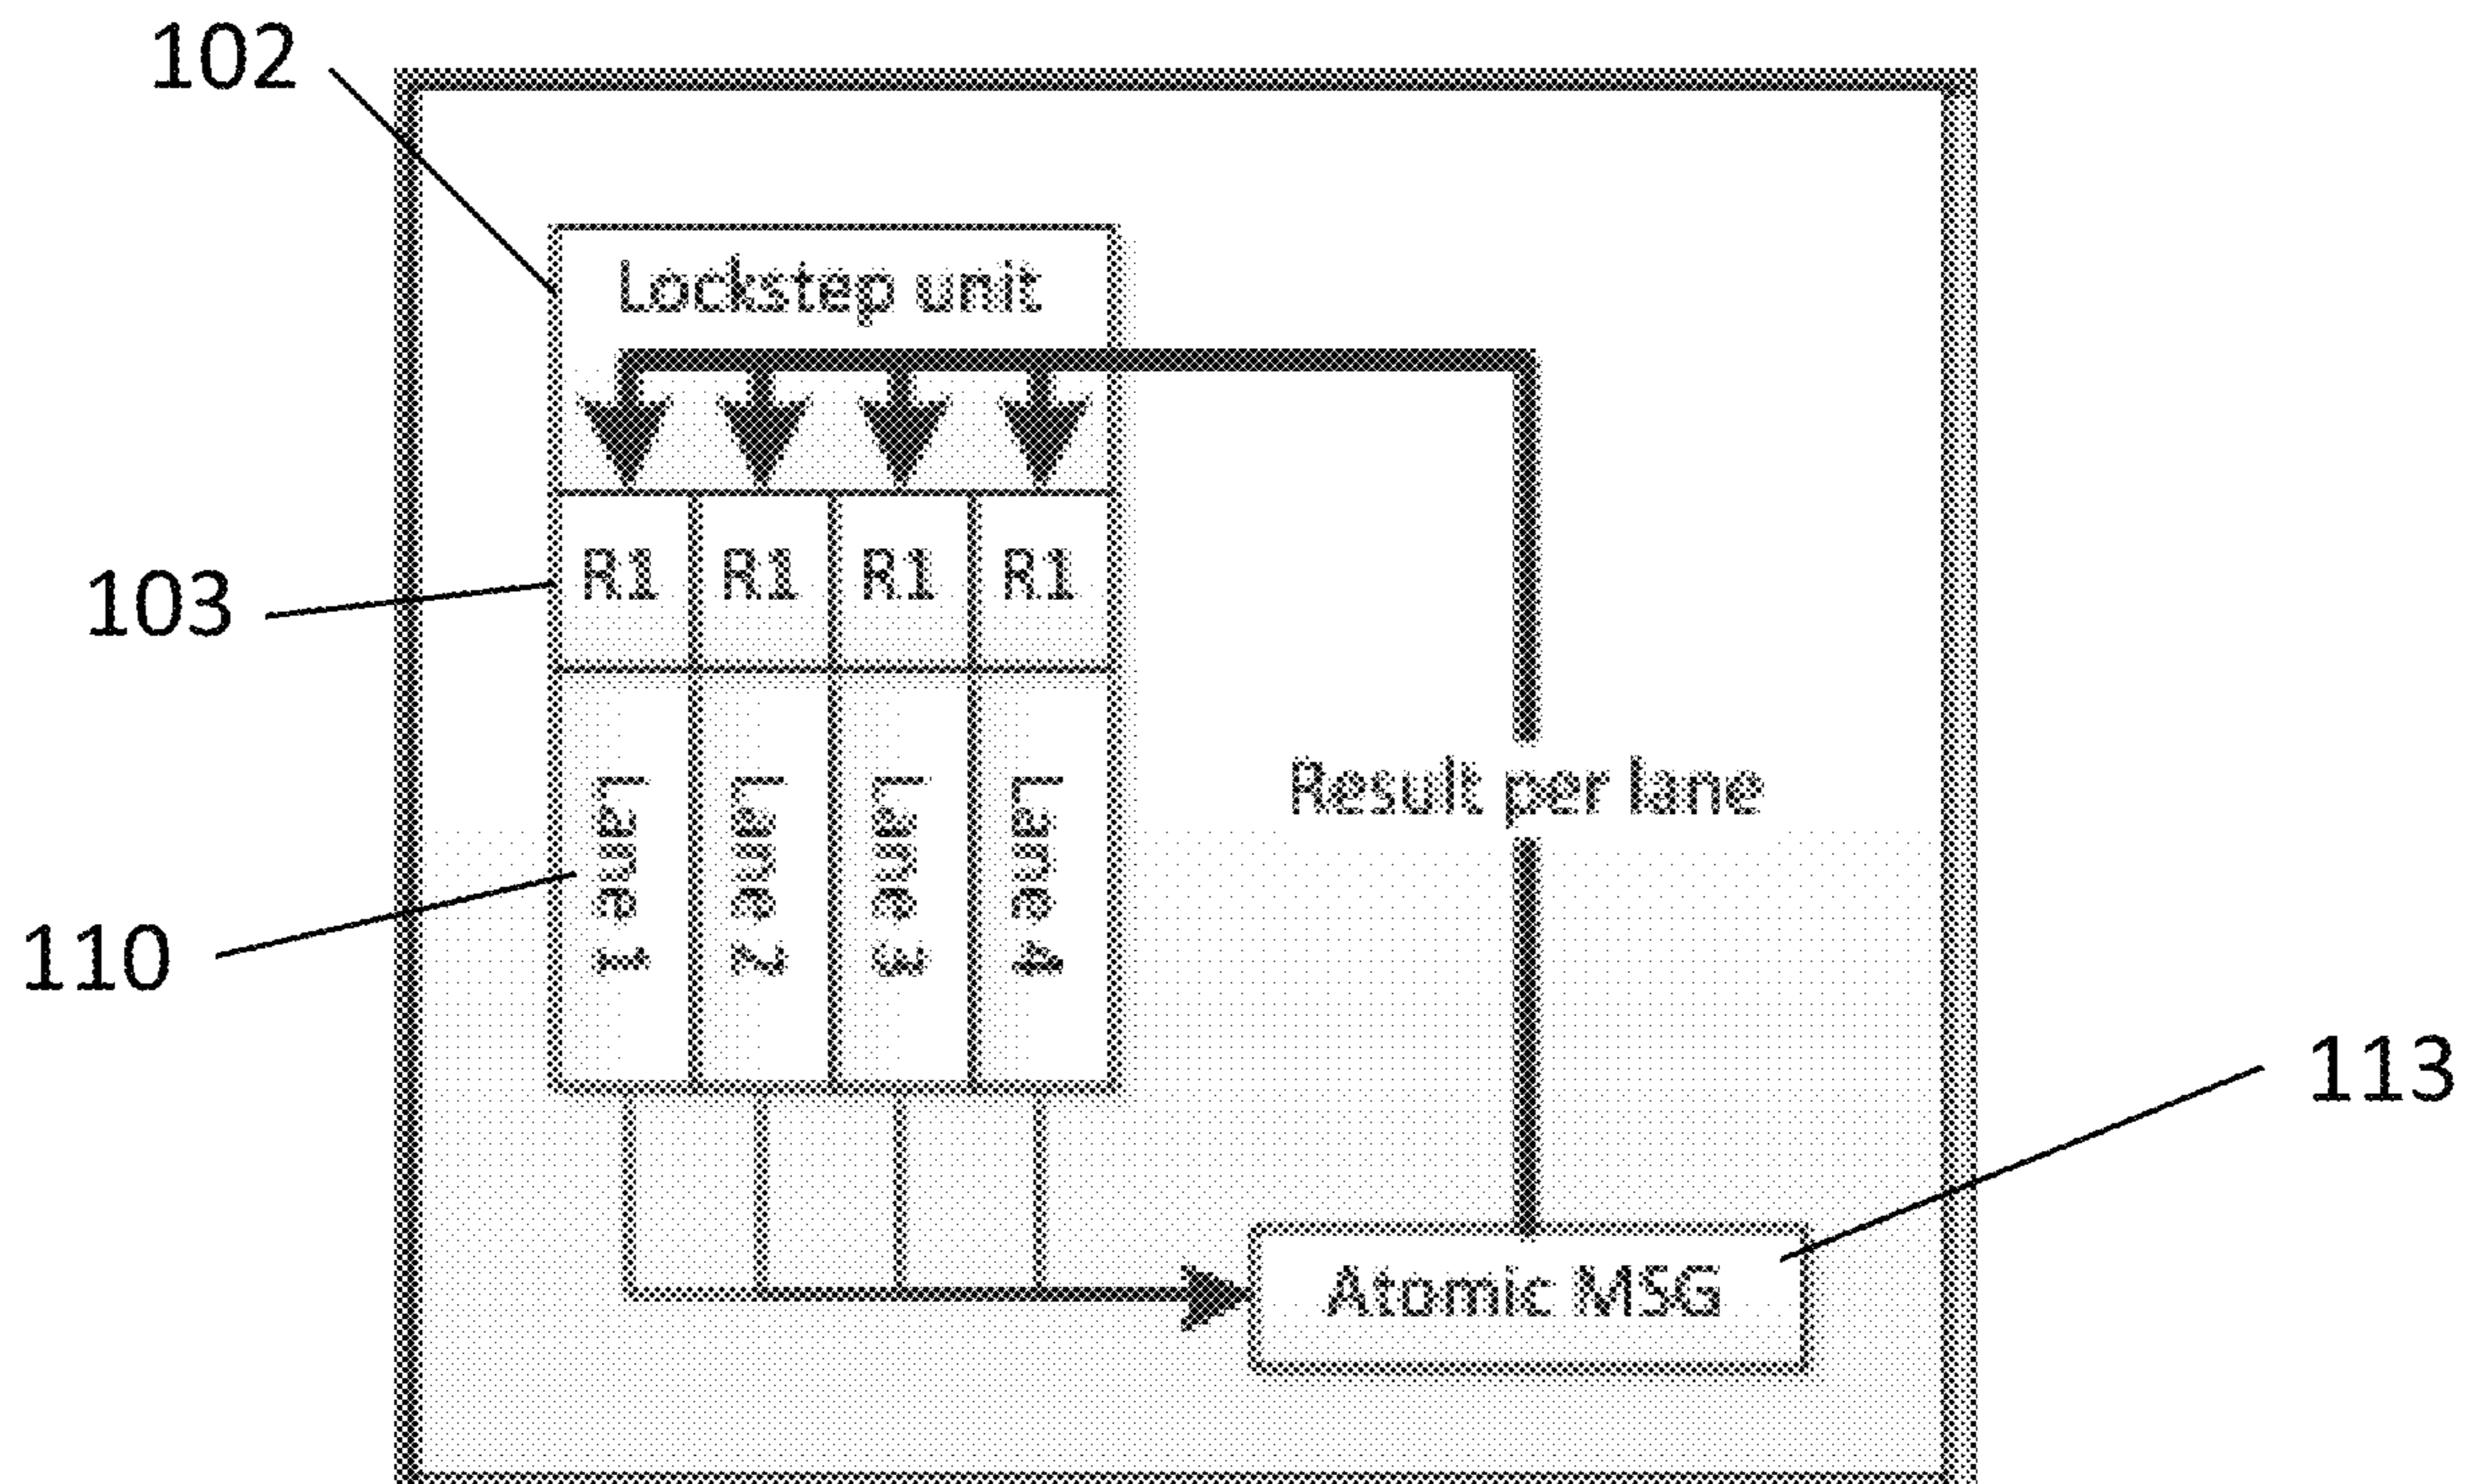 102
Lockstep unit
103
R1 R1 R1 R1
110
Lane 1
Lane 2
Lane 3
Lane 4
Result per lane
113
Atomic MSG